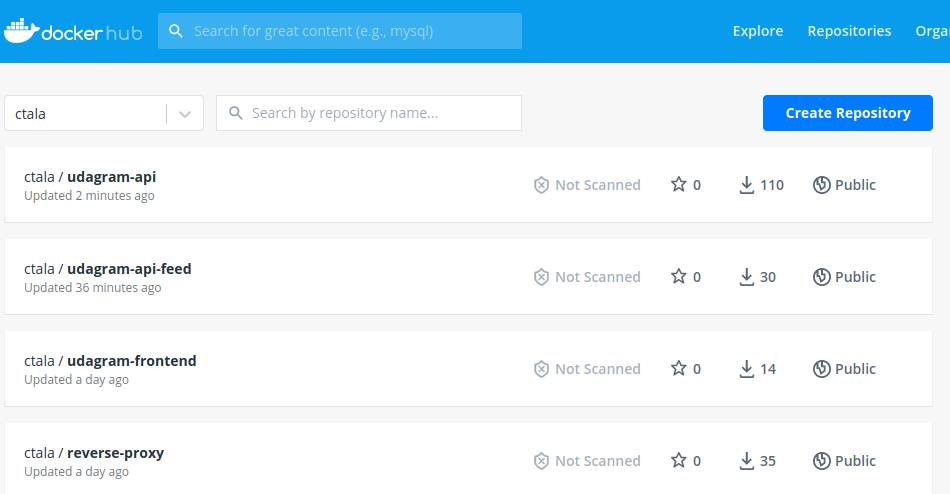 docker hub
Search for great content (e.g., mysql)
Explore
Repositories
Orga
ctala
Search by repository name...
Create Repository
ctala / udagram-api
Updated 2 minutes ago
Not Scanned
0
110
Public
ctala / udagram-api-feed
Updated 36 minutes ago
Not Scanned
0
30
Public
ctala / udagram-frontend
Updated a day ago
Not Scanned
0
14
Public
ctala / reverse-proxy
Updated a day ago
Not Scanned
0
35
Public